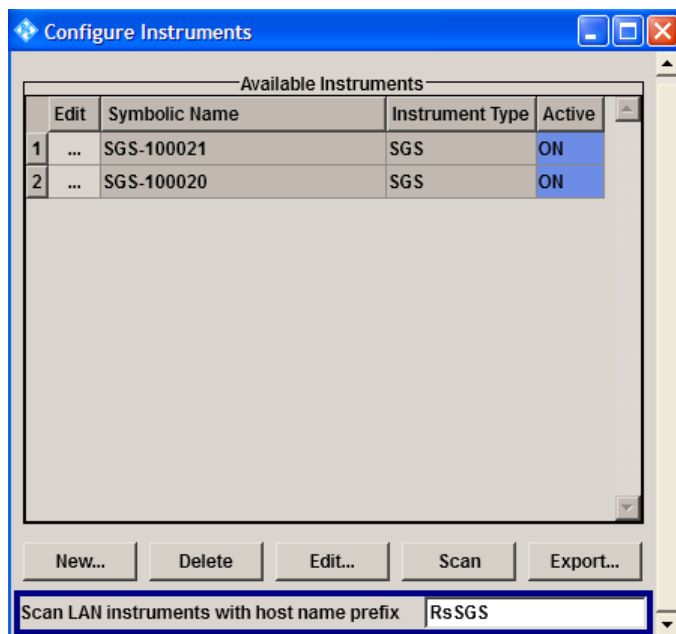 Configure Instruments
Available Instruments
Edit Symbolic Name Instrument Type Active
1 ... SGS-100021 SGS ON
2 ... SGS-100020 SGS ON
New... Delete Edit... Scan Export...
Scan LAN instruments with host name prefix RsSGS